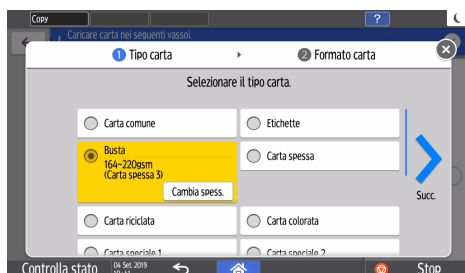 Copy
?
Caricare carta nei seguenti vassoi.
1 Tipo carta
2 Formato carta
Selezionare il tipo carta.
Carta comune
Etichette
Busta
164~220gsm
(Carta spessa 3)
Cambia spess.
Carta spessa
Succ.
Carta riciclata
Carta colorata
Carta speciale 1
Carta speciale 2
Controlla stato
04 Set. 2019
Stop